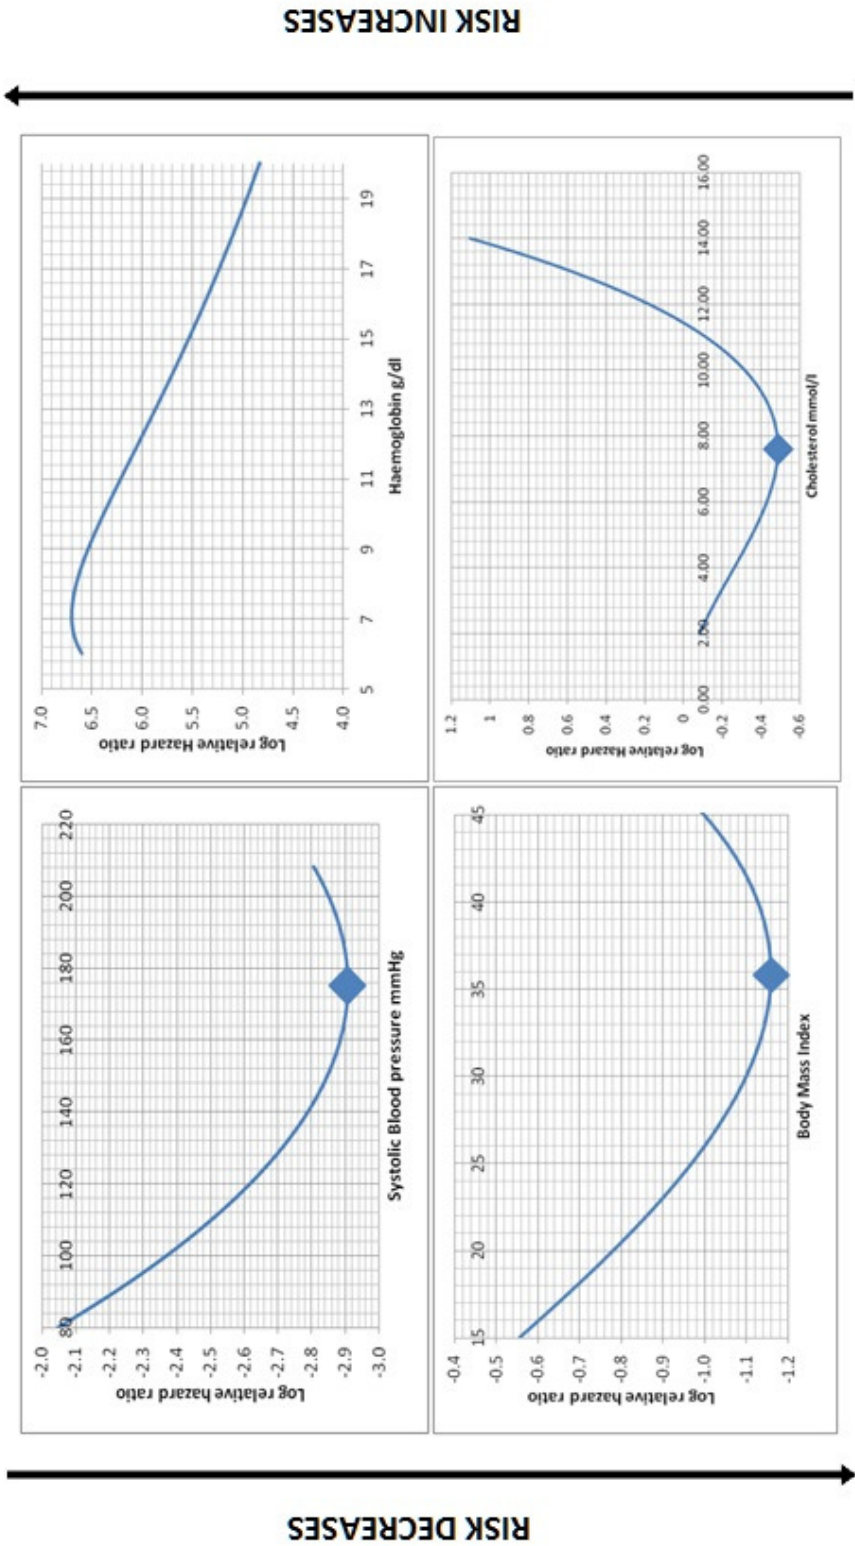 RISK DECREASES
RISK INCREASES
-2.0
-2.1
-2.2
-2.3
-2.4
-2.5
-2.6
-2.7
-2.8
-2.9
-3.0
Log relative hazard ratio
80 100 120 140 160 180 200 220
Systolic Blood pressure mmHg
7.0
6.5
6.0
5.5
5.0
4.5
4.0
Log relative Hazard ratio
5 7 9 11 13 15 17 19
Haemoglobin g/dl
-0.4
-0.5
-0.6
-0.7
-0.8
-0.9
-1.0
-1.1
-1.2
Log relative hazard ratio
15 20 25 30 35 40 45
Body Mass Index
1.2
1
0.8
0.6
0.4
0.2
0
-0.2
-0.4
-0.6
Log relative Hazard ratio
0.00 2.00 4.00 6.00 8.00 10.00 12.00 14.00 16.00
Cholesterol mmol/l